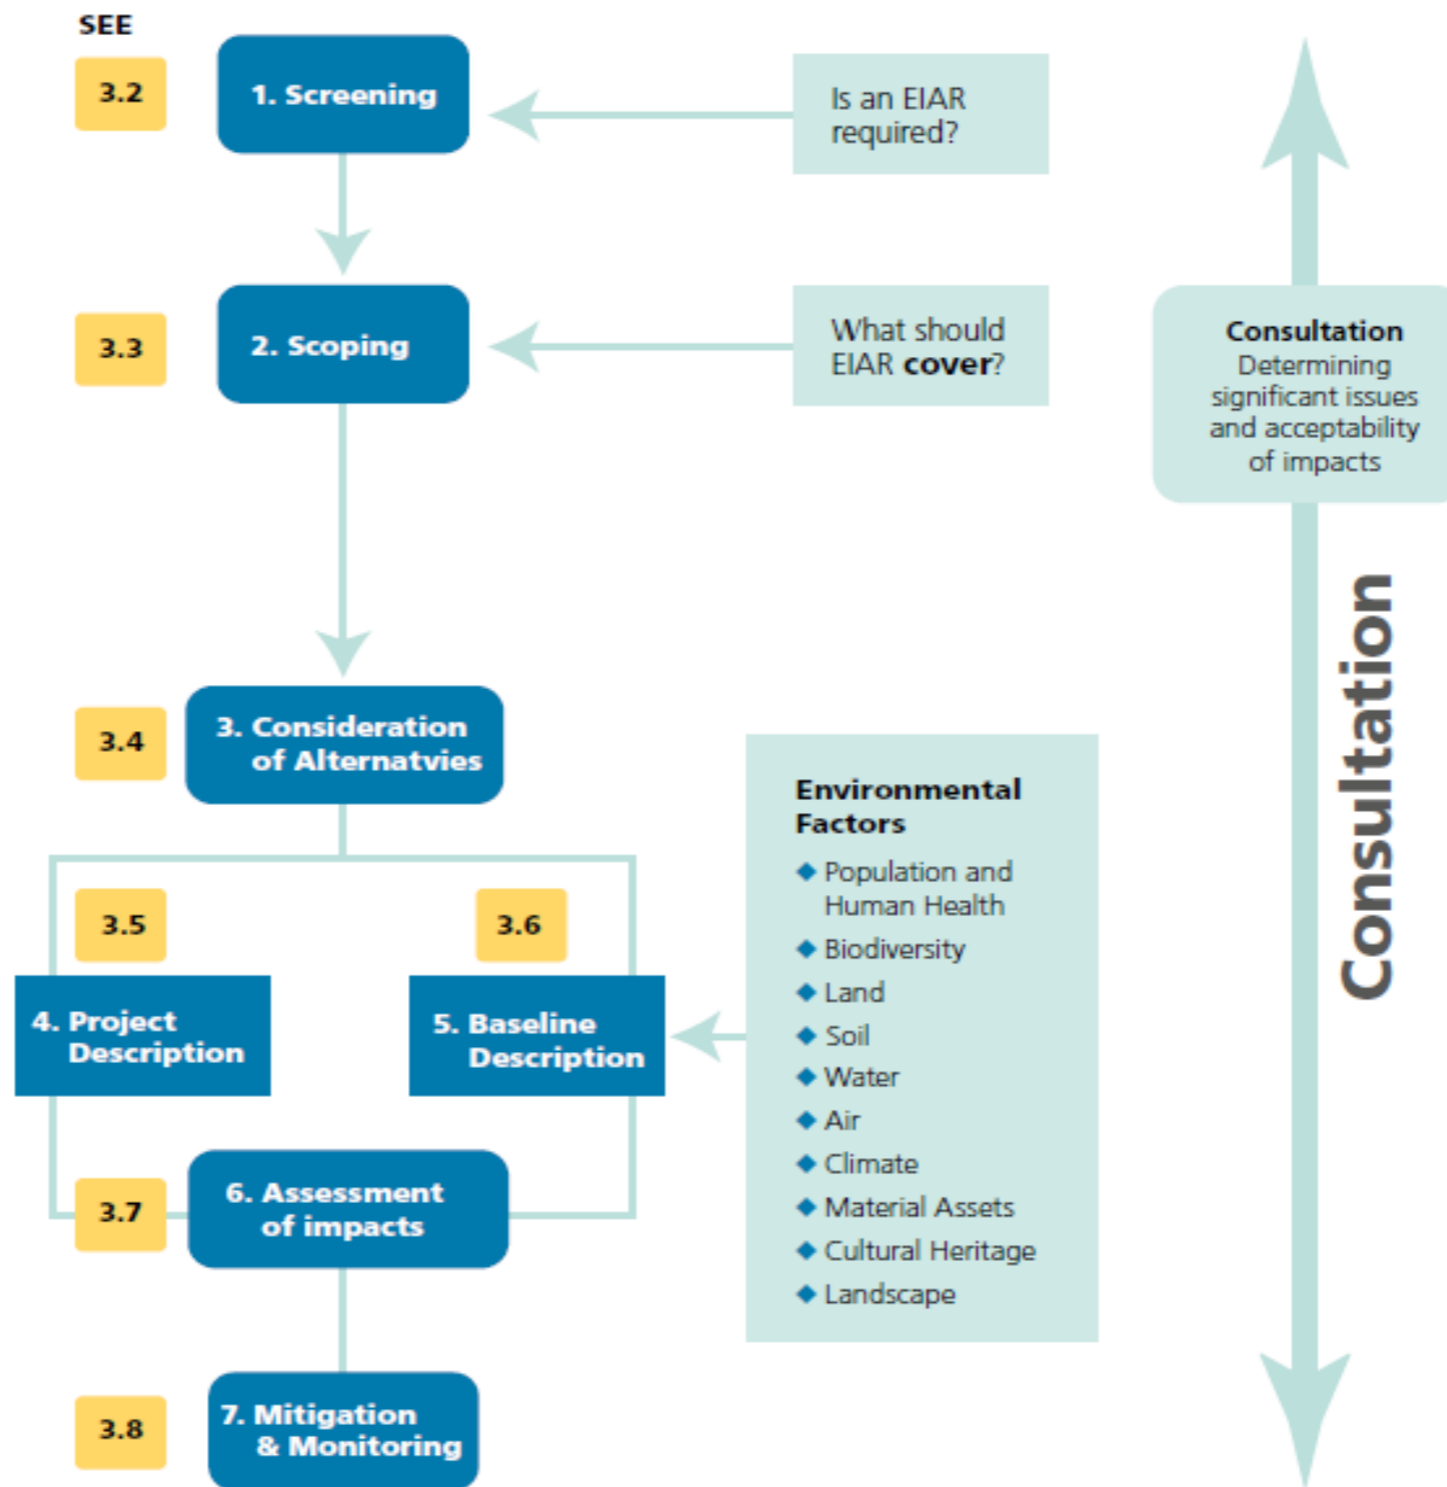 SEE
3.2
1. Screening
Is an EIAR
required?
3.3
2. Scoping
What should
EIAR cover?
Consultation
Determining
significant issues
and acceptability
of impacts
Consultation
3.4
3. Consideration
of Alternatvies
3.5
3.6
4. Project
Description
5. Baseline
Description
Environmental
Factors
Population and
Human Health
Biodiversity
Land
Soil
Water
Air
Climate
Material Assets
Cultural Heritage
Landscape
3.7
6. Assessment
of impacts
3.8
7. Mitigation
& Monitoring